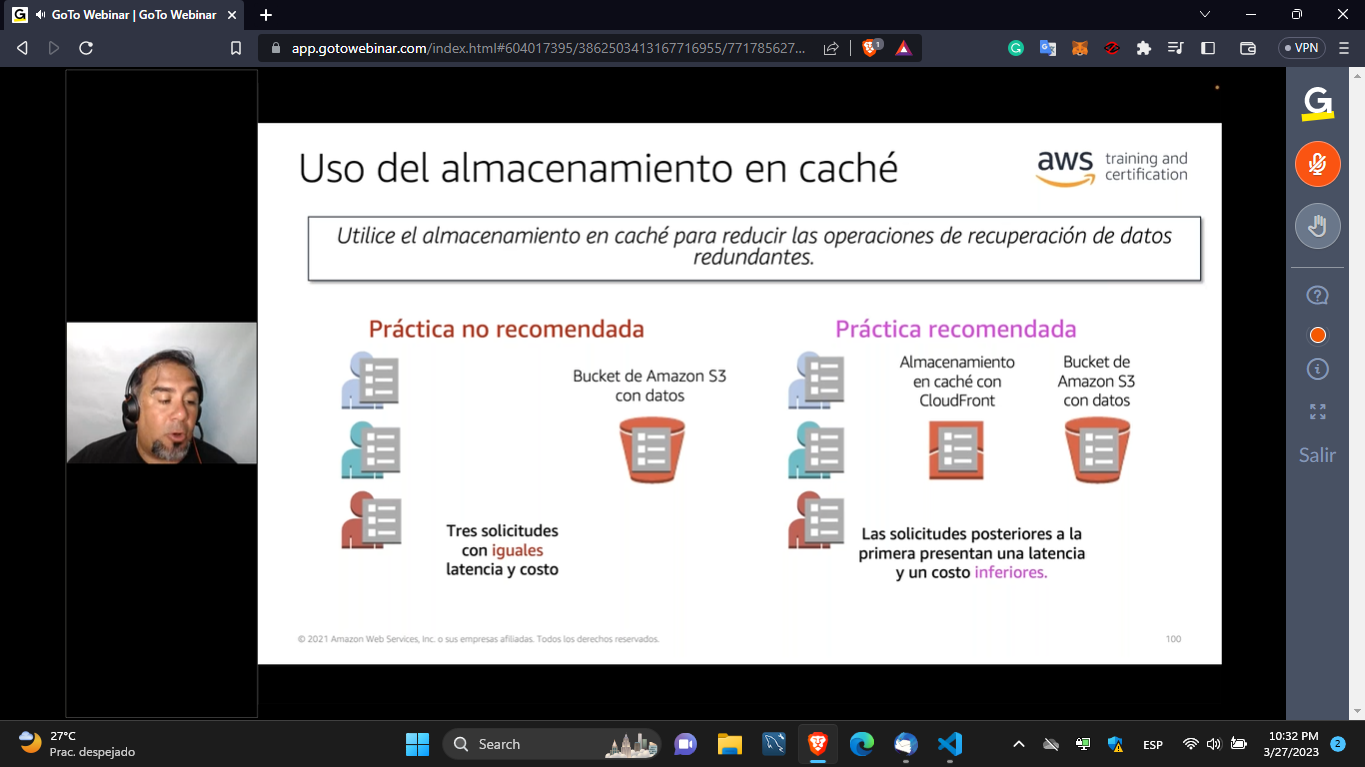 GoTo Webinar | GoTo Webinar
app.gotowebinar.com/index.html#604017395/3862503413167716955/771785627...
1
VPN
G
Uso del almacenamiento en caché
aws training and
certification
Utilice el almacenamiento en caché para reducir las operaciones de recuperación de datos
redundantes.
Práctica no recomendada
Bucket de Amazon S3
con datos
Tres solicitudes
con iguales
latencia y costo
Práctica recomendada
Almacenamiento
en caché con
CloudFront
Bucket de
Amazon S3
con datos
Las solicitudes posteriores a la
primera presentan una latencia
y un costo inferiores.
© 2021 Amazon Web Services, Inc. o sus empresas afiliadas. Todos los derechos reservados.
100
Salir
27°C
Prac. despejado
Search
ESP
10:32 PM
3/27/2023
2